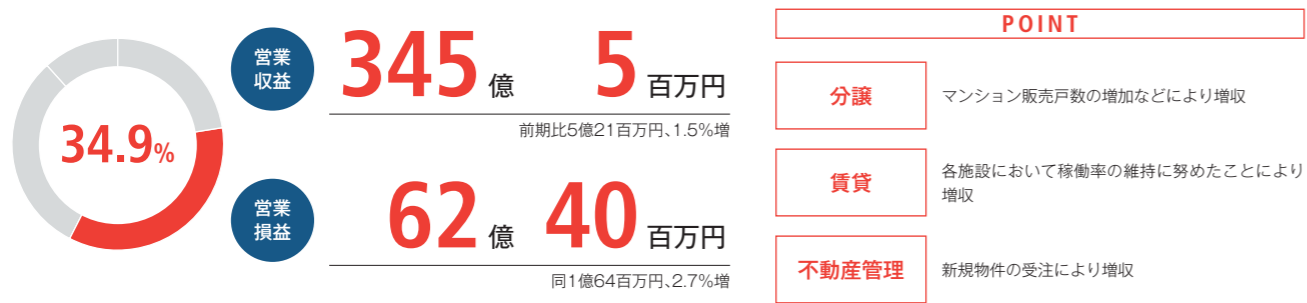 34.9%
営業
収益
345億 5百万円
前期比5億21百万円、1.5%増
営業
損益
62億 40百万円
同1億64百万円、2.7%増
POINT
分譲
マンション販売戸数の増加などにより増収
賃貸
各施設において稼働率の維持に努めたことにより
増収
不動産管理
新規物件の受注により増収